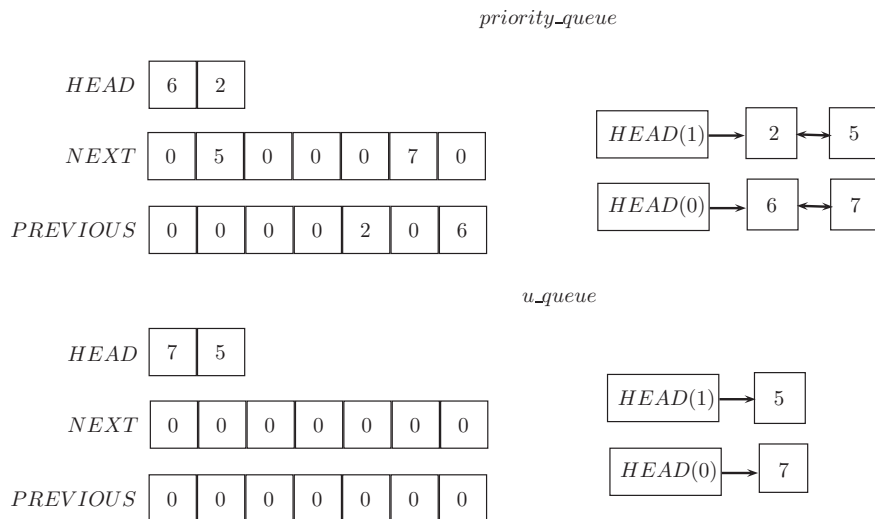 priority_queue
HEAD 6 2
NEXT 0 5 0 0 0 7 0
PREVIOUS 0 0 0 0 2 0 6
HEAD(1) 2 5
HEAD(0) 6 7
u_queue
HEAD 7 5
NEXT 0 0 0 0 0 0 0
PREVIOUS 0 0 0 0 0 0 0
HEAD(1) 5
HEAD(0) 7